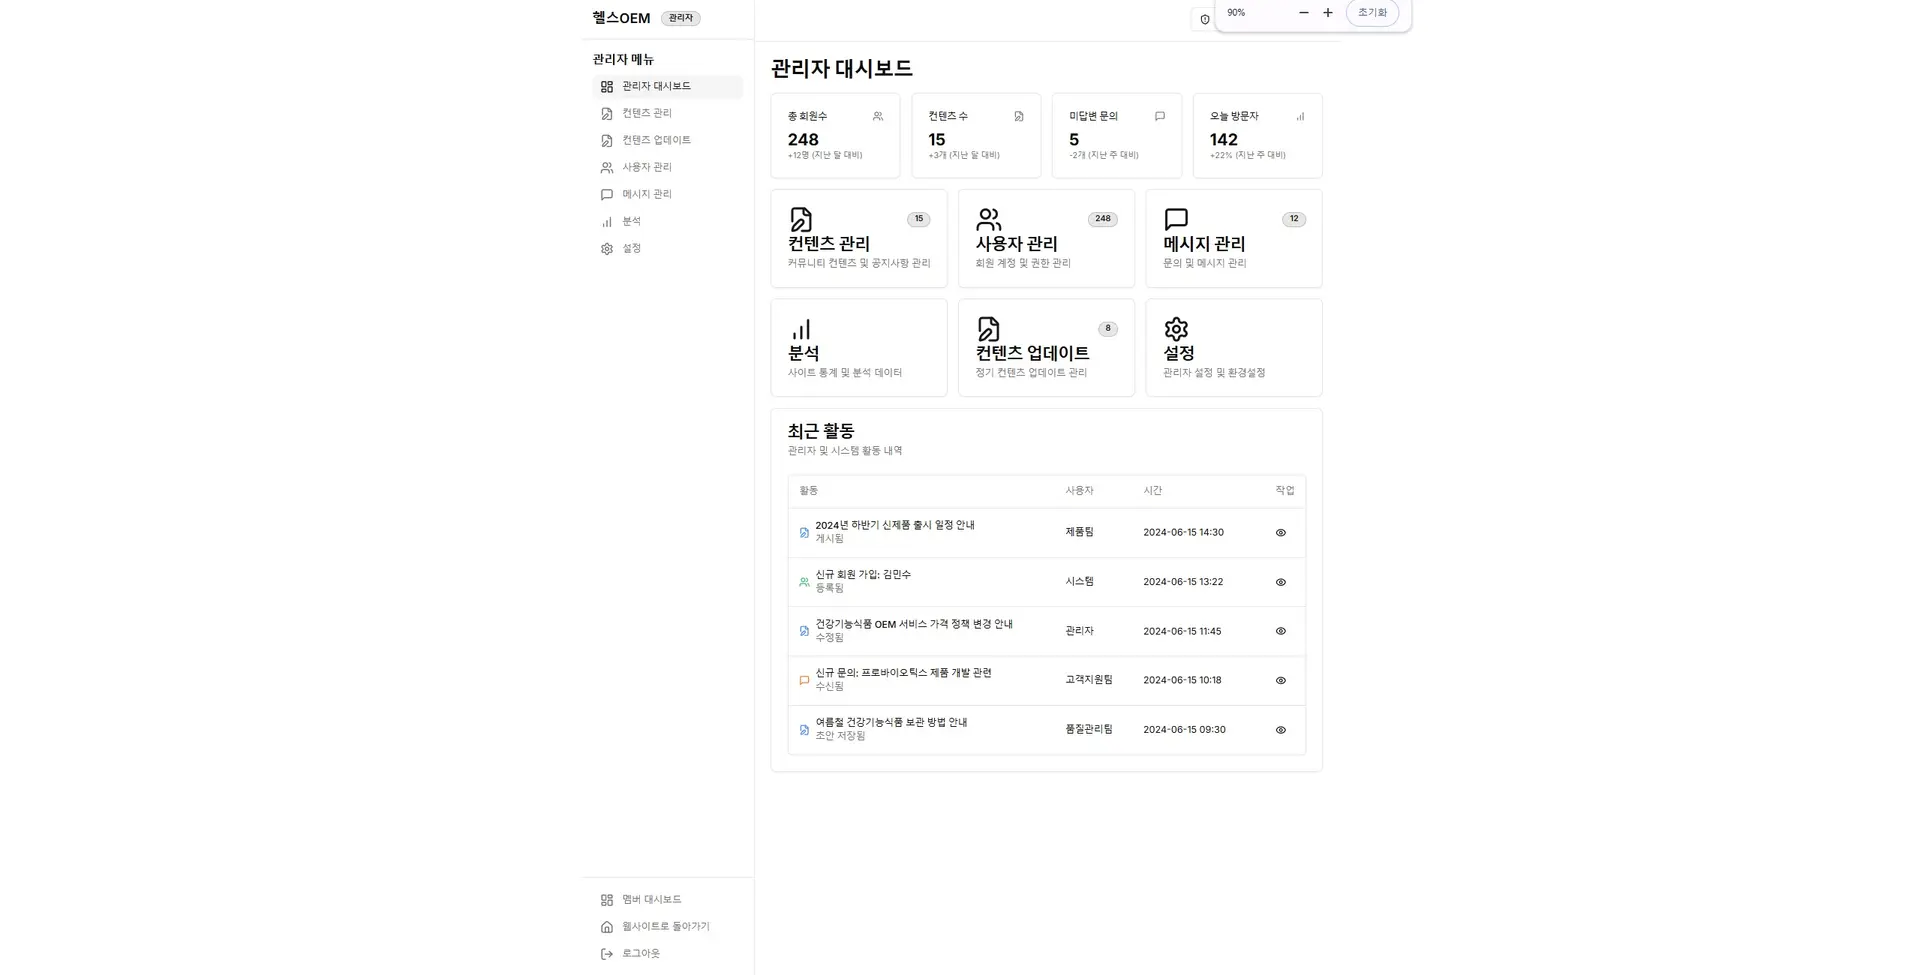 헬스OEM 관리자
90% 초기화
관리자 메뉴
관리자 대시보드
컨텐츠 관리
컨텐츠 업데이트
사용자 관리
메시지 관리
분석
설정
멤버 대시보드
웹사이트로 돌아가기
로그아웃
관리자 대시보드
총 회원수
248
+12명 (지난 달 대비)
컨텐츠 수
15
+3개 (지난 달 대비)
미답변 문의
5
-2개 (지난 주 대비)
오늘 방문자
142
+22% (지난 주 대비)
15
컨텐츠 관리
커뮤니티 컨텐츠 및 공지사항 관리
248
사용자 관리
회원 계정 및 권한 관리
12
메시지 관리
문의 및 메시지 관리
분석
사이트 통계 및 분석 데이터
8
컨텐츠 업데이트
정기 컨텐츠 업데이트 관리
설정
관리자 설정 및 환경설정
최근 활동
관리자 및 시스템 활동 내역
활동 사용자 시간 작업
2024년 하반기 신제품 출시 일정 안내
게시됨
제품팀 2024-06-15 14:30
신규 회원 가입: 김민수
등록됨
시스템 2024-06-15 13:22
건강기능식품 OEM 서비스 가격 정책 변경 안내
수정됨
관리자 2024-06-15 11:45
신규 문의: 프로바이오틱스 제품 개발 관련
수신됨
고객지원팀 2024-06-15 10:18
여름철 건강기능식품 보관 방법 안내
초안 저장됨
품질관리팀 2024-06-15 09:30